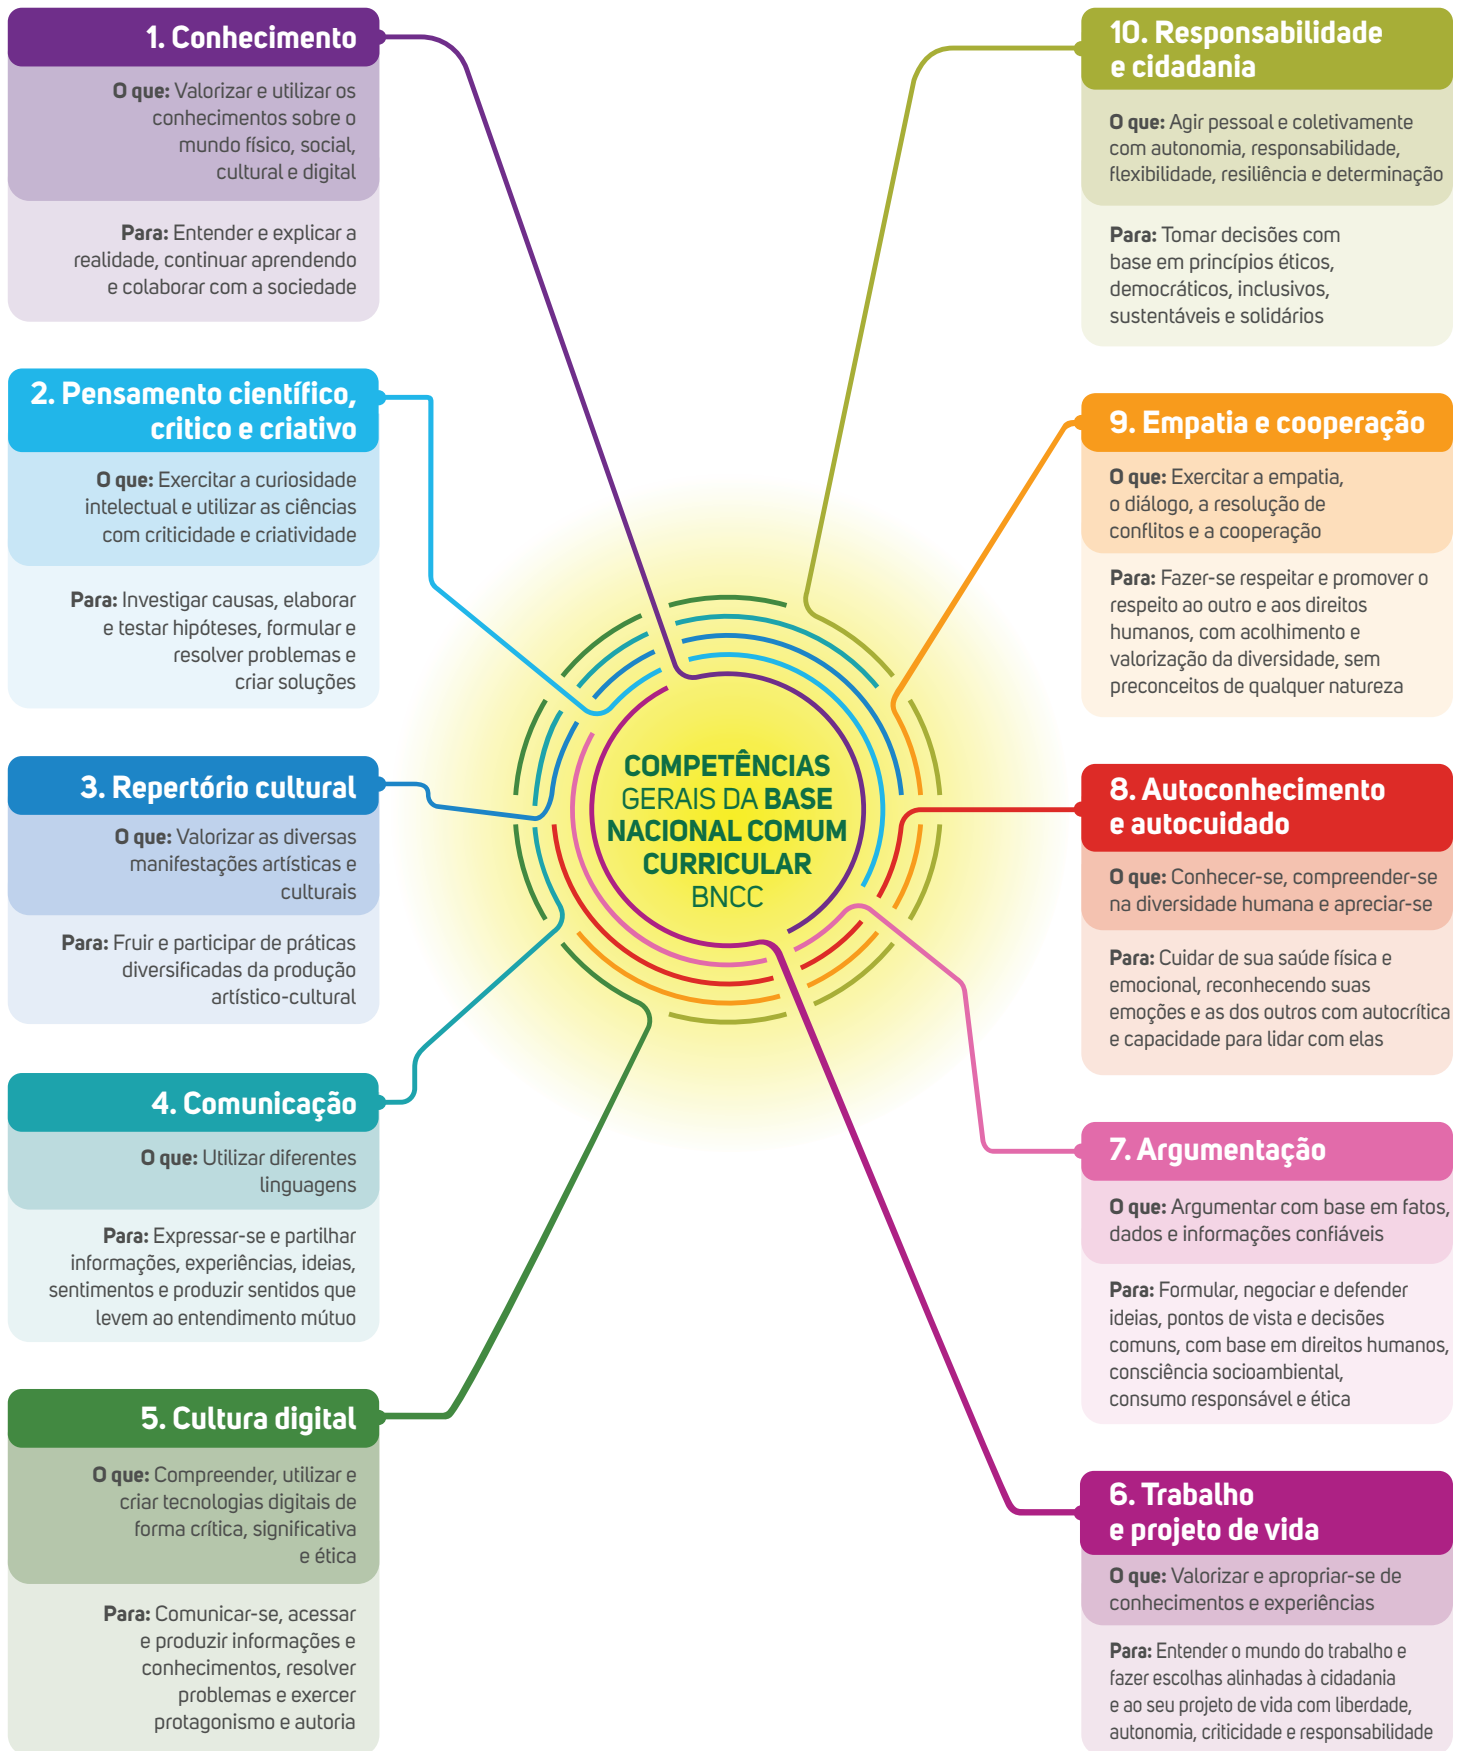 1. Conhecimento
O que: Valorizar e utilizar os
conhecimentos sobre o
mundo físico, social,
cultural e digital
Para: Entender e explicar a
realidade, continuar aprendendo
e colaborar com a sociedade
2. Pensamento científico,
critico e criativo
O que: Exercitar a curiosidade
intelectual e utilizar as ciências
com criticidade e criatividade
Para: Investigar causas, elaborar
e testar hipóteses, formular e
resolver problemas e
criar soluções
3. Repertório cultural
O que: Valorizar as diversas
manifestações artísticas e
culturais
Para: Fruir e participar de práticas
diversificadas da produção
artístico-cultural
4. Comunicação
O que: Utilizar diferentes
linguagens
Para: Expressar-se e partilhar
informações, experiências, ideias,
sentimentos e produzir sentidos que
levem ao entendimento mútuo
5. Cultura digital
O que: Compreender, utilizar e
criar tecnologias digitais de
forma crítica, significativa
e ética
Para: Comunicar-se, acessar
e produzir informações e
conhecimentos, resolver
problemas e exercer
protagonismo e autoria
COMPETÊNCIAS
GERAIS DA BASE
NACIONAL COMUM
CURRICULAR
BNCC
10. Responsabilidade
e cidadania
O que: Agir pessoal e coletivamente
com autonomia, responsabilidade,
flexibilidade, resiliência e determinação
Para: Tomar decisões com
base em princípios éticos,
democráticos, inclusivos,
sustentáveis e solidários
9. Empatia e cooperação
O que: Exercitar a empatia,
o diálogo, a resolução de
conflitos e a cooperação
Para: Fazer-se respeitar e promover o
respeito ao outro e aos direitos
humanos, com acolhimento e
valorização da diversidade, sem
preconceitos de qualquer natureza
8. Autoconhecimento
e autocuidado
O que: Conhecer-se, compreender-se
na diversidade humana e apreciar-se
Para: Cuidar de sua saúde física e
emocional, reconhecendo suas
emoções e as dos outros com autocrítica
e capacidade para lidar com elas
7. Argumentação
O que: Argumentar com base em fatos,
dados e informações confiáveis
Para: Formular, negociar e defender
ideias, pontos de vista e decisões
comuns, com base em direitos humanos,
consciência socioambiental,
consumo responsável e ética
6. Trabalho
e projeto de vida
O que: Valorizar e apropriar-se de
conhecimentos e experiências
Para: Entender o mundo do trabalho e
fazer escolhas alinhadas à cidadania
e ao seu projeto de vida com liberdade,
autonomia, criticidade e responsabilidade